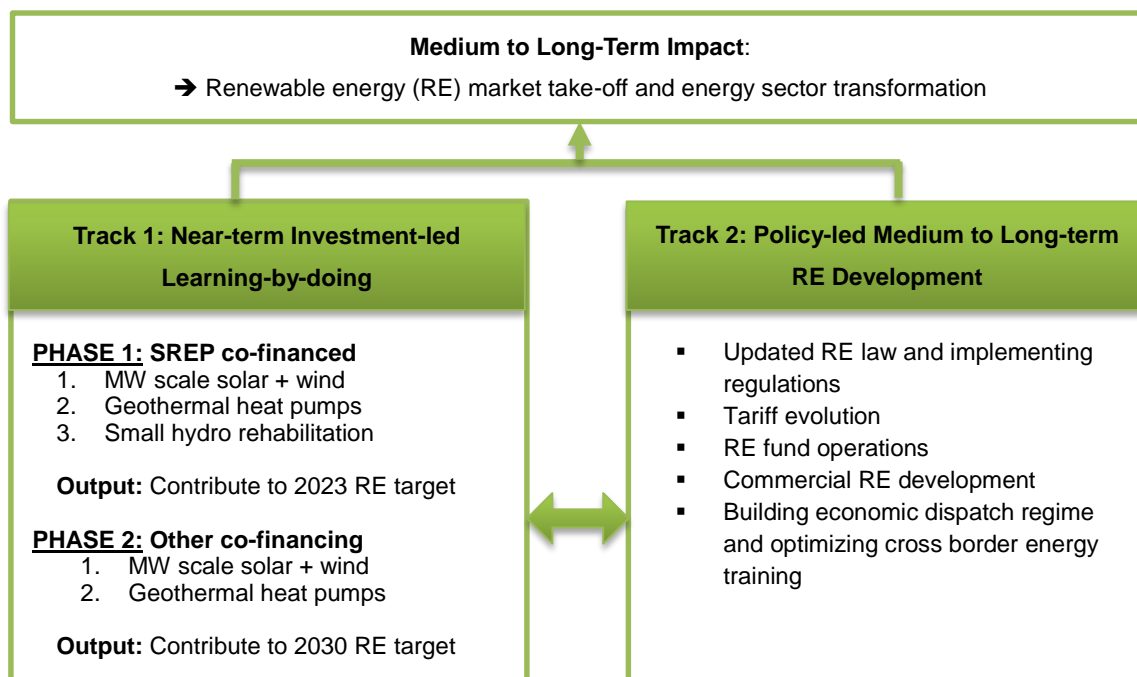 Medium to Long-Term Impact:
➔ Renewable energy (RE) market take-off and energy sector transformation
Track 1: Near-term Investment-led
Learning-by-doing
PHASE 1: SREP co-financed
1. MW scale solar + wind
2. Geothermal heat pumps
3. Small hydro rehabilitation
Output: Contribute to 2023 RE target
PHASE 2: Other co-financing
1. MW scale solar + wind
2. Geothermal heat pumps
Output: Contribute to 2030 RE target
Track 2: Policy-led Medium to Long-term
RE Development
▪ Updated RE law and implementing
regulations
▪ Tariff evolution
▪ RE fund operations
▪ Commercial RE development
▪ Building economic dispatch regime
and optimizing cross border energy
training